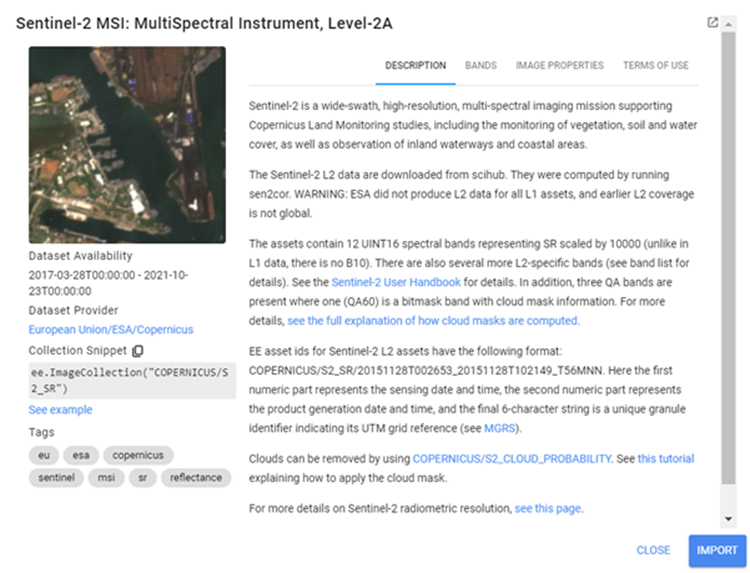 Sentinel-2 MSI: MultiSpectral Instrument, Level-2A
DESCRIPTION BANDS IMAGE PROPERTIES TERMS OF USE
Dataset Availability
2017-03-28T00:00:00 - 2021-10-
23T00:00:00
Dataset Provider
European Union/ESA/Copernicus
Collection Snippet
ee.ImageCollection("COPERNICUS/S
2_SR")
See example
Tags
eu esa copernicus
sentinel msi sr reflectance
Sentinel-2 is a wide-swath, high-resolution, multi-spectral imaging mission supporting
Copernicus Land Monitoring studies, including the monitoring of vegetation, soil and water
cover, as well as observation of inland waterways and coastal areas.
The Sentinel-2 L2 data are downloaded from scihub. They were computed by running
sen2cor. WARNING: ESA did not produce L2 data for all L1 assets, and earlier L2 coverage
is not global.
The assets contain 12 UINT16 spectral bands representing SR scaled by 10000 (unlike in
L1 data, there is no B10). There are also several more L2-specific bands (see band list for
details). See the Sentinel-2 User Handbook for details. In addition, three QA bands are
present where one (QA60) is a bitmask band with cloud mask information. For more
details, see the full explanation of how cloud masks are computed.
EE asset ids for Sentinel-2 L2 assets have the following format:
COPERNICUS/S2_SR/20151128T002653_20151128T102149_T56MNN. Here the first
numeric part represents the sensing date and time, the second numeric part represents
the product generation date and time, and the final 6-character string is a unique granule
identifier indicating its UTM grid reference (see MGRS).
Clouds can be removed by using COPERNICUS/S2_CLOUD_PROBABILITY. See this tutorial
explaining how to apply the cloud mask.
For more details on Sentinel-2 radiometric resolution, see this page.
CLOSE IMPORT